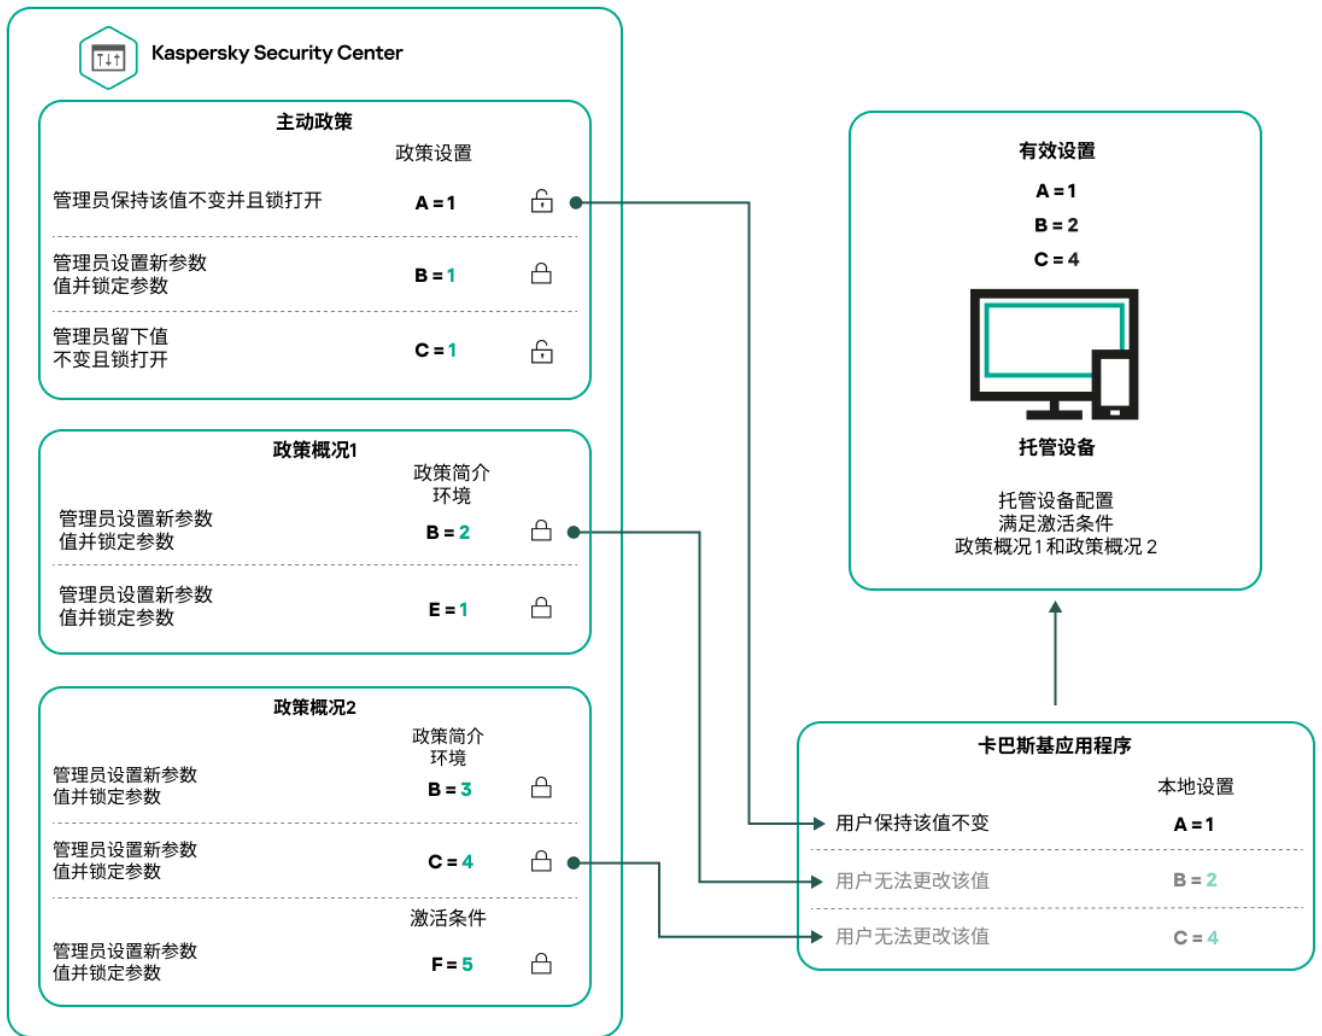 Kaspersky Security Center
主动政策
政策设置
管理员保持该值不变并且锁打开
A = 1
管理员设置新参数
值并锁定参数
B = 1
管理员留下值
不变且锁打开
C = 1
政策概况1
政策简介
环境
管理员设置新参数
值并锁定参数
B = 2
管理员设置新参数
值并锁定参数
E = 1
政策概况2
政策简介
环境
管理员设置新参数
值并锁定参数
B = 3
管理员设置新参数
值并锁定参数
C = 4
激活条件
管理员设置新参数
值并锁定参数
F = 5
有效设置
A = 1
B = 2
C = 4
托管设备
托管设备配置
满足激活条件
政策概况 1 和政策概况 2
卡巴斯基应用程序
本地设置
用户保持该值不变
A = 1
用户无法更改该值
B = 2
用户无法更改该值
C = 4